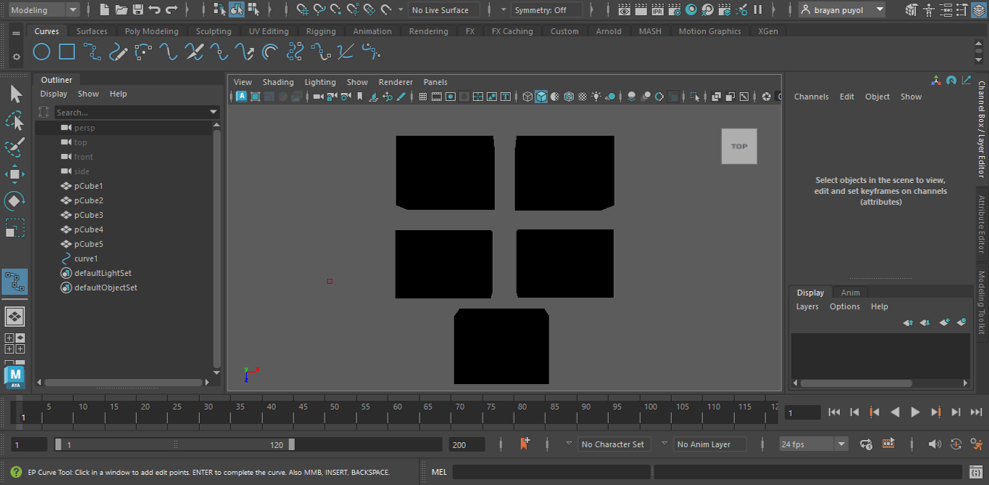 Modeling
No Live Surface
Symmetry: Off
brayan puyol
Curves Surfaces Poly Modeling Sculpting UV Editing Rigging Animation Rendering FX FX Caching Custom Arnold MASH Motion Graphics XGen
Outliner
Display Show Help
Search...
persp
top
front
side
pCube1
pCube2
pCube3
pCube4
pCube5
curve1
defaultLightSet
defaultObjectSet
View Shading Lighting Show Renderer Panels
TOP
Channels Edit Object Show
Select objects in the scene to view,
edit and set keyframes on channels
(attributes)
Channel Box / Layer Editor
Attribute Editor
Modeling Toolkit
Display Anim
Layers Options Help
M
AYA
1 5 10 15 20 25 30 35 40 45 50 55 60 65 70 75 80 85 90 95 100 105 110 115 12
1
1 1 120 200 No Character Set No Anim Layer 24 fps
EP Curve Tool: Click in a window to add edit points. ENTER to complete the curve. Also MMB, INSERT, BACKSPACE.
MEL